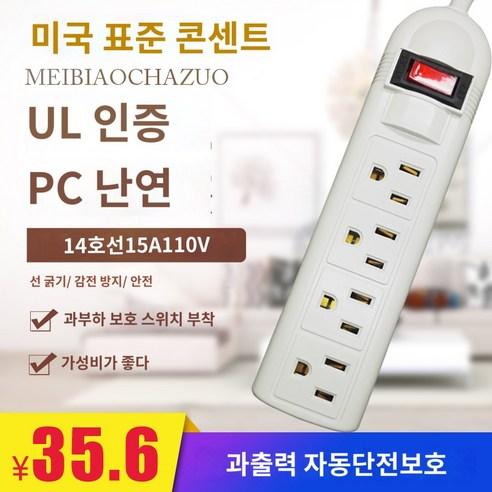 미국 표준 콘센트
MEIBIAOCHAZUO
UL 인증
PC 난연
14호선15A110V
선 굵기/ 감전 방지/ 안전
과부하 보호 스위치 부착
가성비가 좋다
¥35.6
과출력 자동단전보호